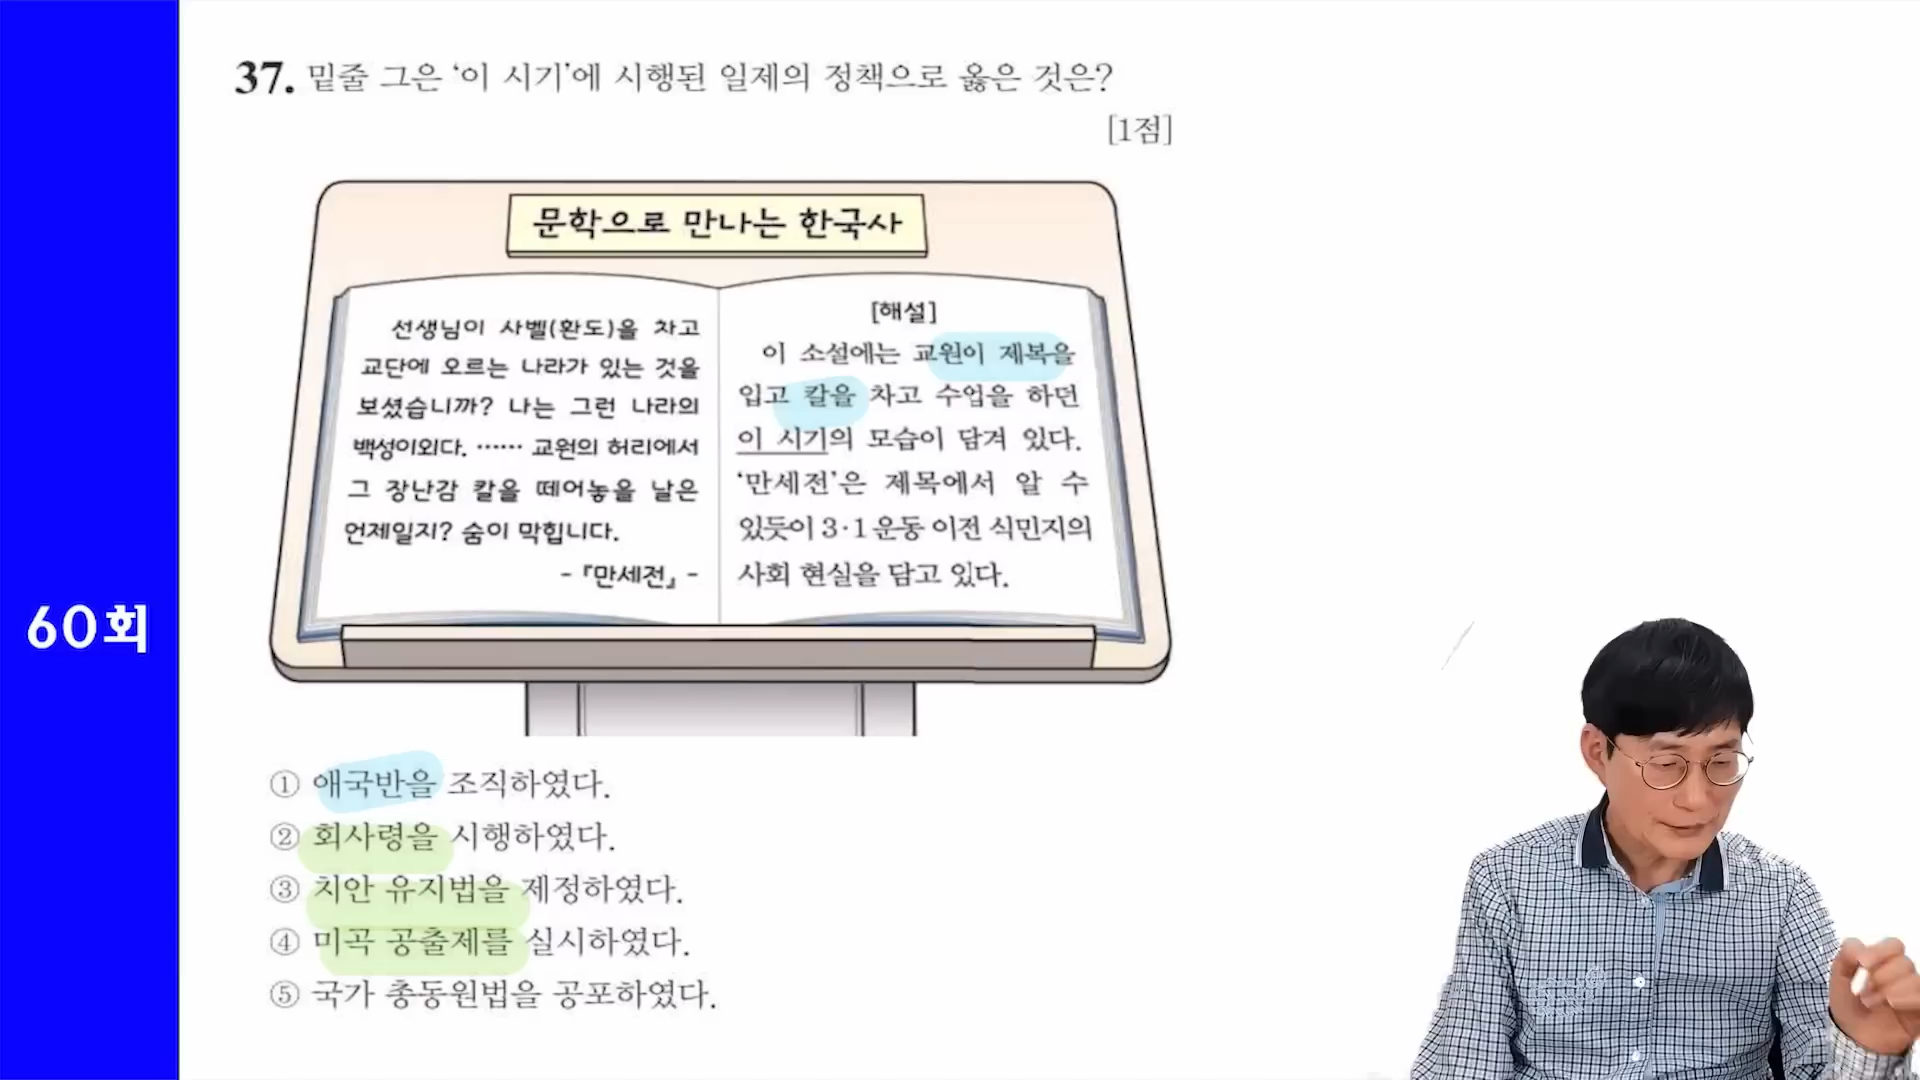 37. 밑줄 그은 '이 시기'에 시행된 일제의 정책으로 옳은 것은?
[1점]
문학으로 만나는 한국사
선생님이 사벨(환도)을 차고
교단에 오르는 나라가 있는 것을
보셨습니까? 나는 그런 나라의
백성이외다. …… 교원의 허리에서
그 장난감 칼을 떼어놓을 날은
언제일지? 숨이 막힙니다.
- 『만세전』 -
[해설]
이 소설에는 교원이 제복을
입고 칼을 차고 수업을 하던
이 시기의 모습이 담겨 있다.
'만세전'은 제목에서 알 수
있듯이 3·1 운동 이전 식민지의
사회 현실을 담고 있다.
60회
① 애국반을 조직하였다.
② 회사령을 시행하였다.
③ 치안 유지법을 제정하였다.
④ 미곡 공출제를 실시하였다.
⑤ 국가 총동원법을 공포하였다.